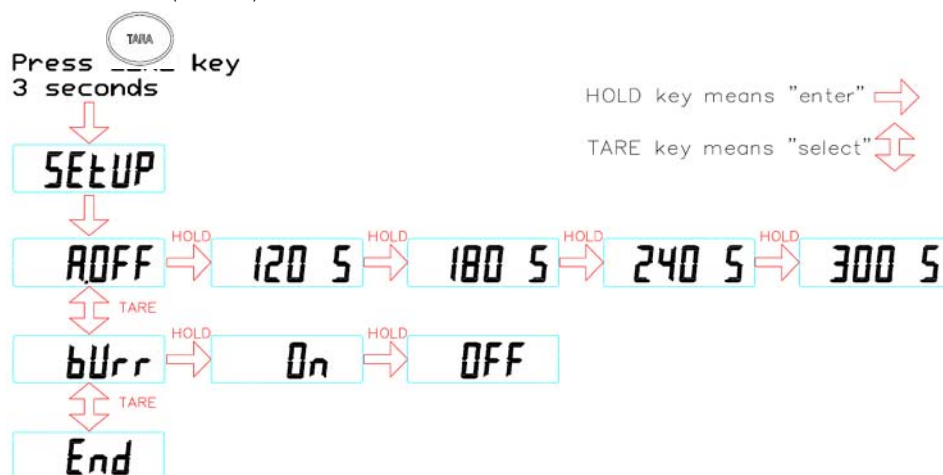 TARA
Press key
3 seconds
HOLD key means "enter"
TARE key means "select"
SEtUP
A.OFF HOLD 120 S HOLD 180 S HOLD 240 S HOLD 300 S
TARE
bUrr HOLD On HOLD OFF
TARE
End